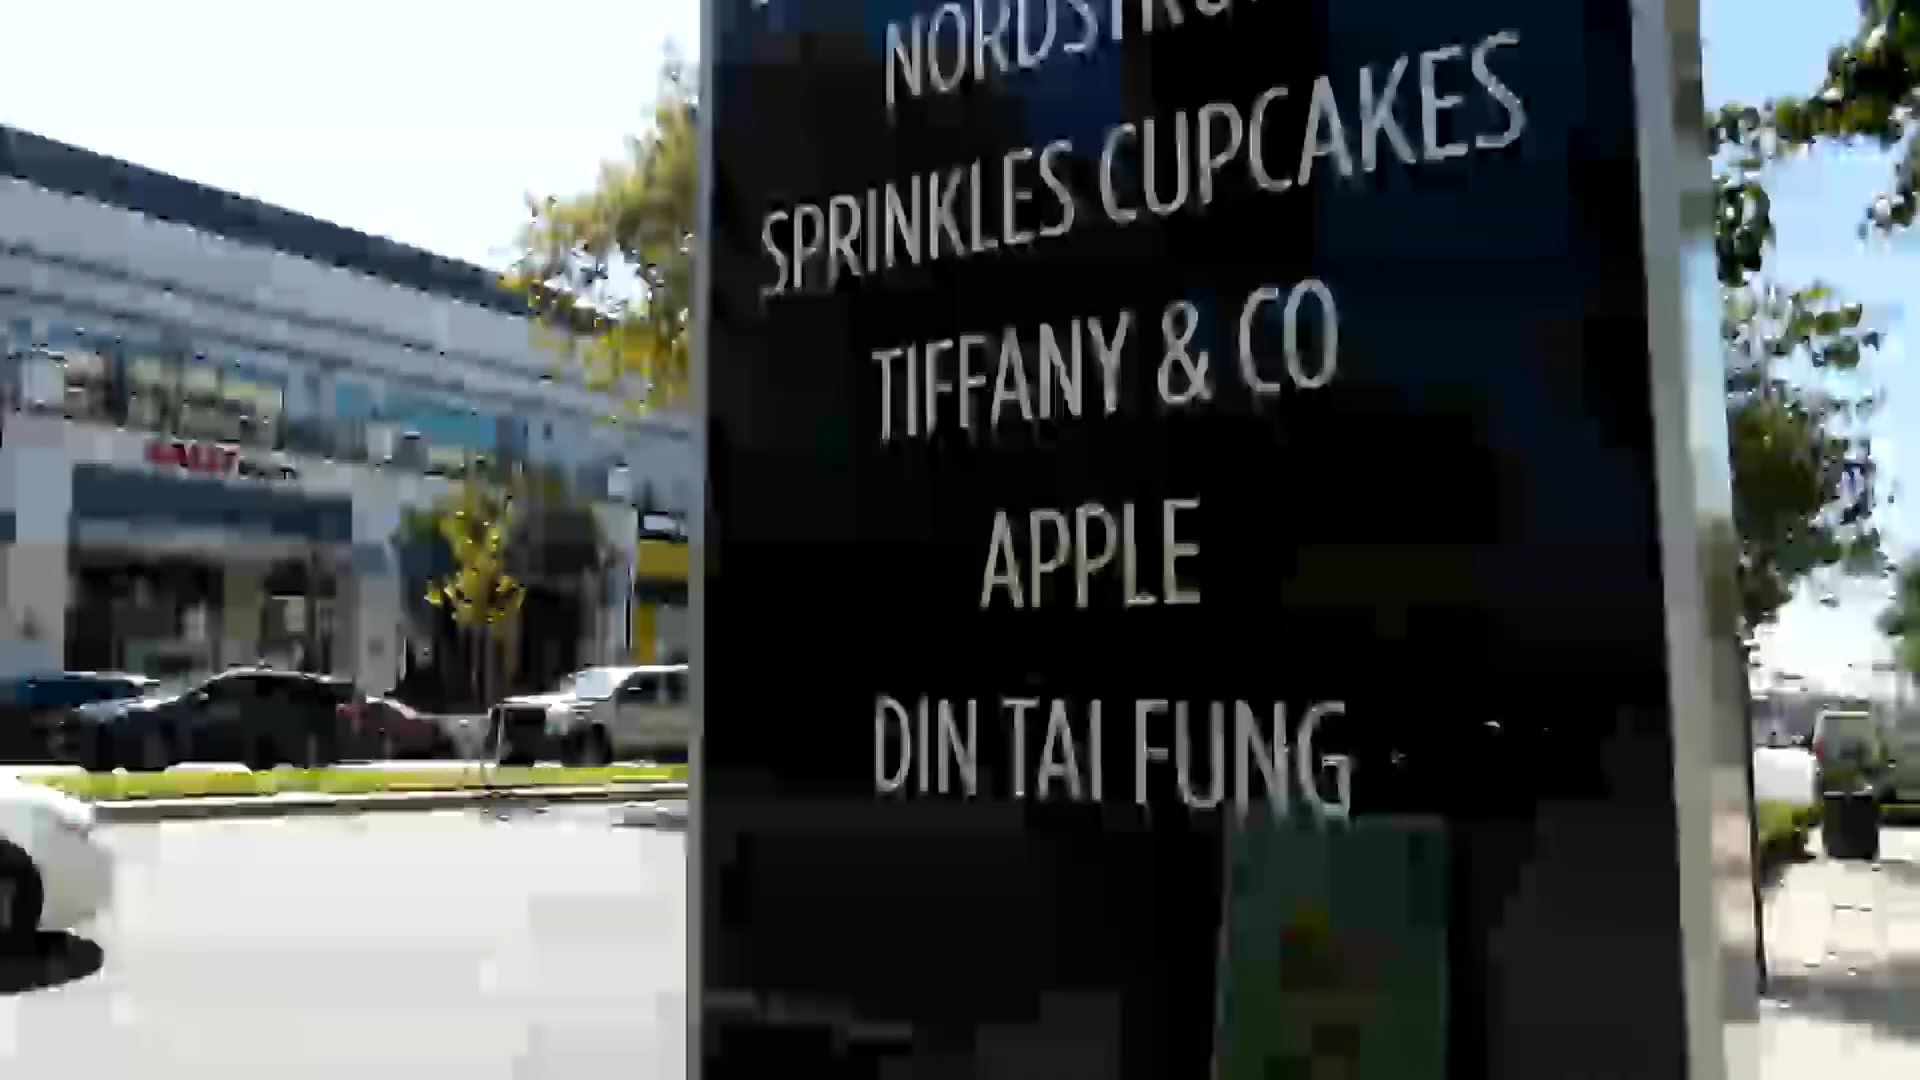 SPRINKLES CUPCAKES
TIFFANY & CO
APPLE
DIN TAI FUNG